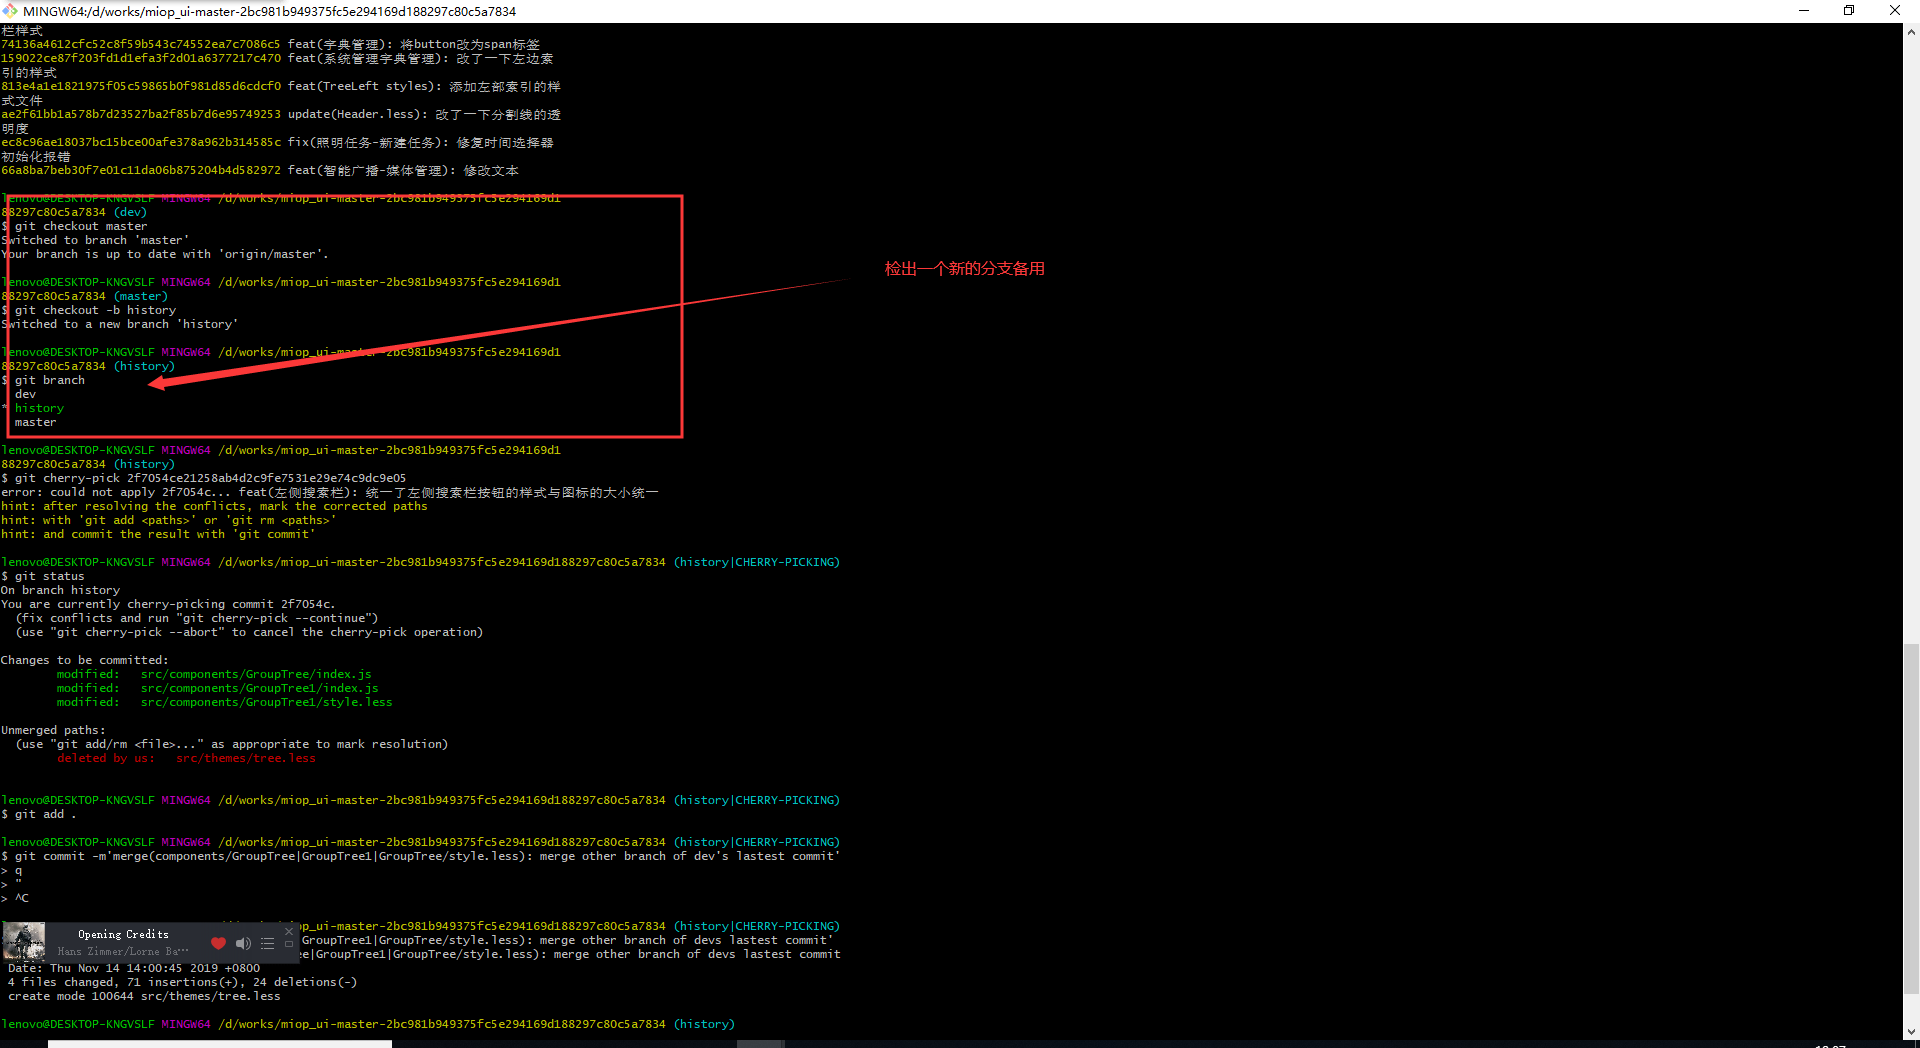 MINGW64:/d/works/miop_ui-master-2bc981b949375fc5e294169d188297c80c5a7834
栏样式
74136a4612cfc52c8f59b543c74552ea7c7086c5 feat(字典管理): 将button改为span标签
159022ce87f203fd1d1efa3f2d01a6377217c470 feat(系统管理字典管理): 改了一下左边索
引的样式
813e4a1e1821975f05c59865b0f981d85d6cdcf0 feat(TreeLeft styles): 添加左部索引的样
式文件
ae2f61bb1a578b7d23527ba2f85b7d6e95749253 update(Header.less): 改了一下分割线的透
明度
ec8c96ae18037bc15bce00afe378a962b314585c fix(照明任务-新建任务): 修复时间选择器
初始化报错
66a8ba7beb30f7e01c11da06b875204b4d582972 feat(智能广播-媒体管理): 修改文本
lenovo@DESKTOP-KNGVSLF MINGW64 /d/works/miop_ui-master-2bc981b949375fc5e294169d1
88297c80c5a7834 (dev)
$ git checkout master
Switched to branch 'master'
Your branch is up to date with 'origin/master'.
检出一个新的分支备用
lenovo@DESKTOP-KNGVSLF MINGW64 /d/works/miop_ui-master-2bc981b949375fc5e294169d1
88297c80c5a7834 (master)
$ git checkout -b history
Switched to a new branch 'history'
lenovo@DESKTOP-KNGVSLF MINGW64 /d/works/miop_ui-master-2bc981b949375fc5e294169d1
88297c80c5a7834 (history)
$ git branch
dev
* history
master
lenovo@DESKTOP-KNGVSLF MINGW64 /d/works/miop_ui-master-2bc981b949375fc5e294169d1
88297c80c5a7834 (history)
$ git cherry-pick 2f7054ce21258ab4d2c9fe7531e29e74c9dc9e05
error: could not apply 2f7054c... feat(左侧搜索栏): 统一了左侧搜索栏按钮的样式与图标的大小统一
hint: after resolving the conflicts, mark the corrected paths
hint: with 'git add <paths>' or 'git rm <paths>'
hint: and commit the result with 'git commit'
lenovo@DESKTOP-KNGVSLF MINGW64 /d/works/miop_ui-master-2bc981b949375fc5e294169d188297c80c5a7834 (history|CHERRY-PICKING)
$ git status
On branch history
You are currently cherry-picking commit 2f7054c.
(fix conflicts and run "git cherry-pick --continue")
(use "git cherry-pick --abort" to cancel the cherry-pick operation)
Changes to be committed:
modified: src/components/GroupTree/index.js
modified: src/components/GroupTree1/index.js
modified: src/components/GroupTree1/style.less
Unmerged paths:
(use "git add/rm <file>..." as appropriate to mark resolution)
deleted by us: src/themes/tree.less
lenovo@DESKTOP-KNGVSLF MINGW64 /d/works/miop_ui-master-2bc981b949375fc5e294169d188297c80c5a7834 (history|CHERRY-PICKING)
$ git add .
lenovo@DESKTOP-KNGVSLF MINGW64 /d/works/miop_ui-master-2bc981b949375fc5e294169d188297c80c5a7834 (history|CHERRY-PICKING)
$ git commit -m'merge(components/GroupTree|GroupTree1|GroupTree/style.less): merge other branch of dev's lastest commit'
> q
> "
> ^C
op_ui-master-2bc981b949375fc5e294169d188297c80c5a7834 (history|CHERRY-PICKING)
Opening Credits
GroupTree1|GroupTree/style.less): merge other branch of devs lastest commit'
Hans Zimmer/Lorne Ba···
e|GroupTree1|GroupTree/style.less): merge other branch of devs lastest commit
Date: Thu Nov 14 14:00:45 2019 +0800
4 files changed, 71 insertions(+), 24 deletions(-)
create mode 100644 src/themes/tree.less
lenovo@DESKTOP-KNGVSLF MINGW64 /d/works/miop_ui-master-2bc981b949375fc5e294169d188297c80c5a7834 (history)